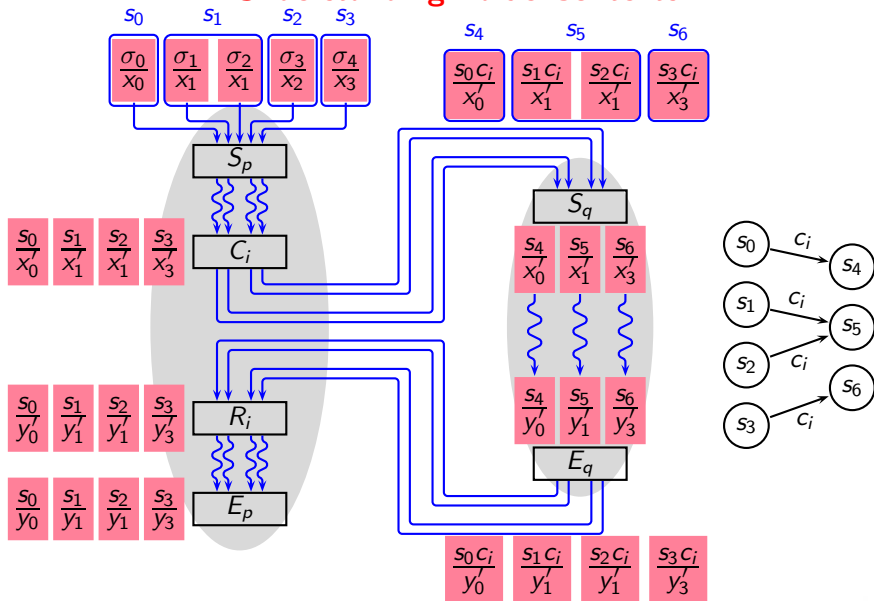 s₀ s₁ s₂ s₃ s₄ s₅ s₆
σ₀/x₀ σ₁/x₁ σ₂/x₁ σ₃/x₂ σ₄/x₃
s₀cᵢ/x′₀ s₁cᵢ/x′₁ s₂cᵢ/x′₁ s₃cᵢ/x′₃
Sₚ
S_q
s₀/x′₀ s₁/x′₁ s₂/x′₁ s₃/x′₃
Cᵢ
s₄/x′₀ s₅/x′₁ s₆/x′₃
s₀ cᵢ s₄
s₁ cᵢ s₅
s₂ cᵢ
s₃ cᵢ s₆
s₀/y′₀ s₁/y′₁ s₂/y′₁ s₃/y′₃
Rᵢ
s₄/y′₀ s₅/y′₁ s₆/y′₃
E_q
s₀/y₀ s₁/y₁ s₂/y₁ s₃/y₃
Eₚ
s₀cᵢ/y′₀ s₁cᵢ/y′₁ s₂cᵢ/y′₁ s₃cᵢ/y′₃